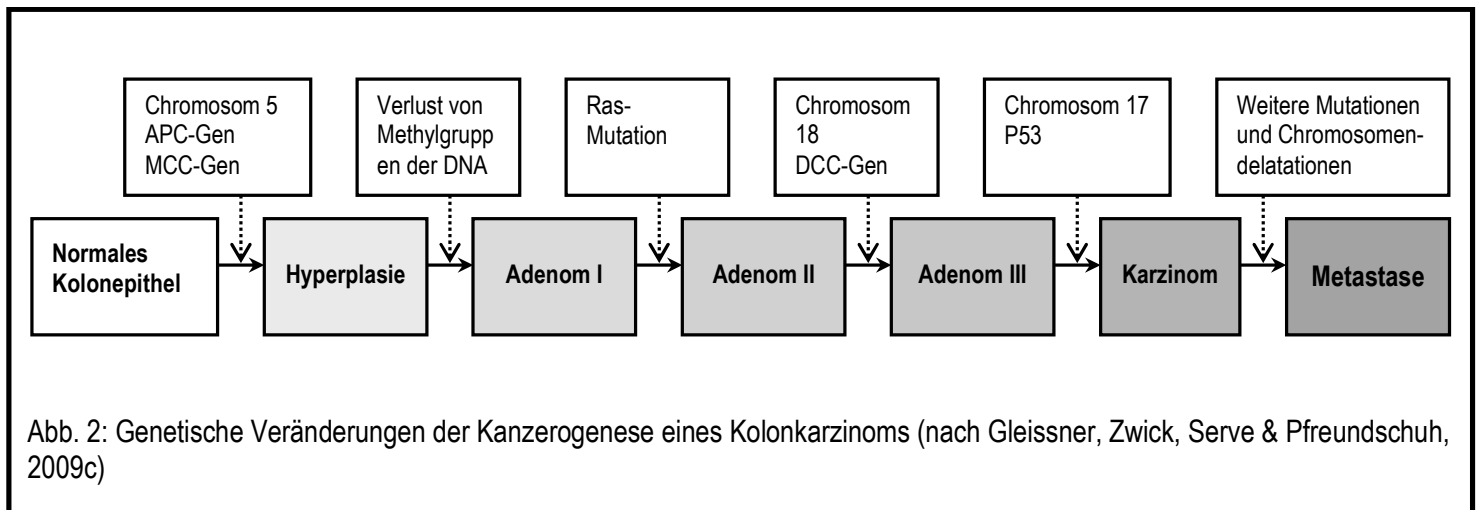 Chromosom 5
APC-Gen
MCC-Gen
Verlust von
Methylgrupp
en der DNA
Ras-
Mutation
Chromosom
18
DCC-Gen
Chromosom 17
P53
Weitere Mutationen
und Chromosomen-
delatationen
Normales
Kolonepithel
Hyperplasie
Adenom I
Adenom II
Adenom III
Karzinom
Metastase
Abb. 2: Genetische Veränderungen der Kanzerogenese eines Kolonkarzinoms (nach Gleissner, Zwick, Serve & Pfreundschuh,
2009c)